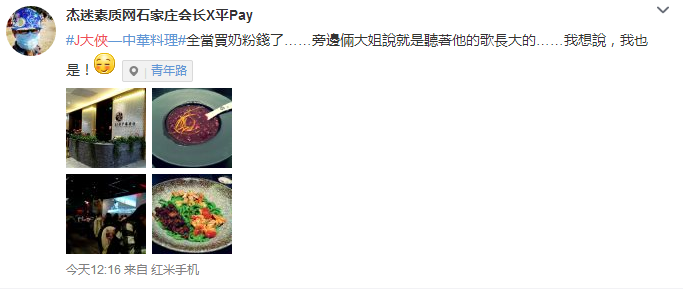 杰迷素质网石家庄会长X平Pay
#J大俠—中華料理#全當買奶粉錢了……旁邊倆大姐說就是聽著他的歌長大的……我想說，我也
是！ 青年路
今天12:16 来自 红米手机